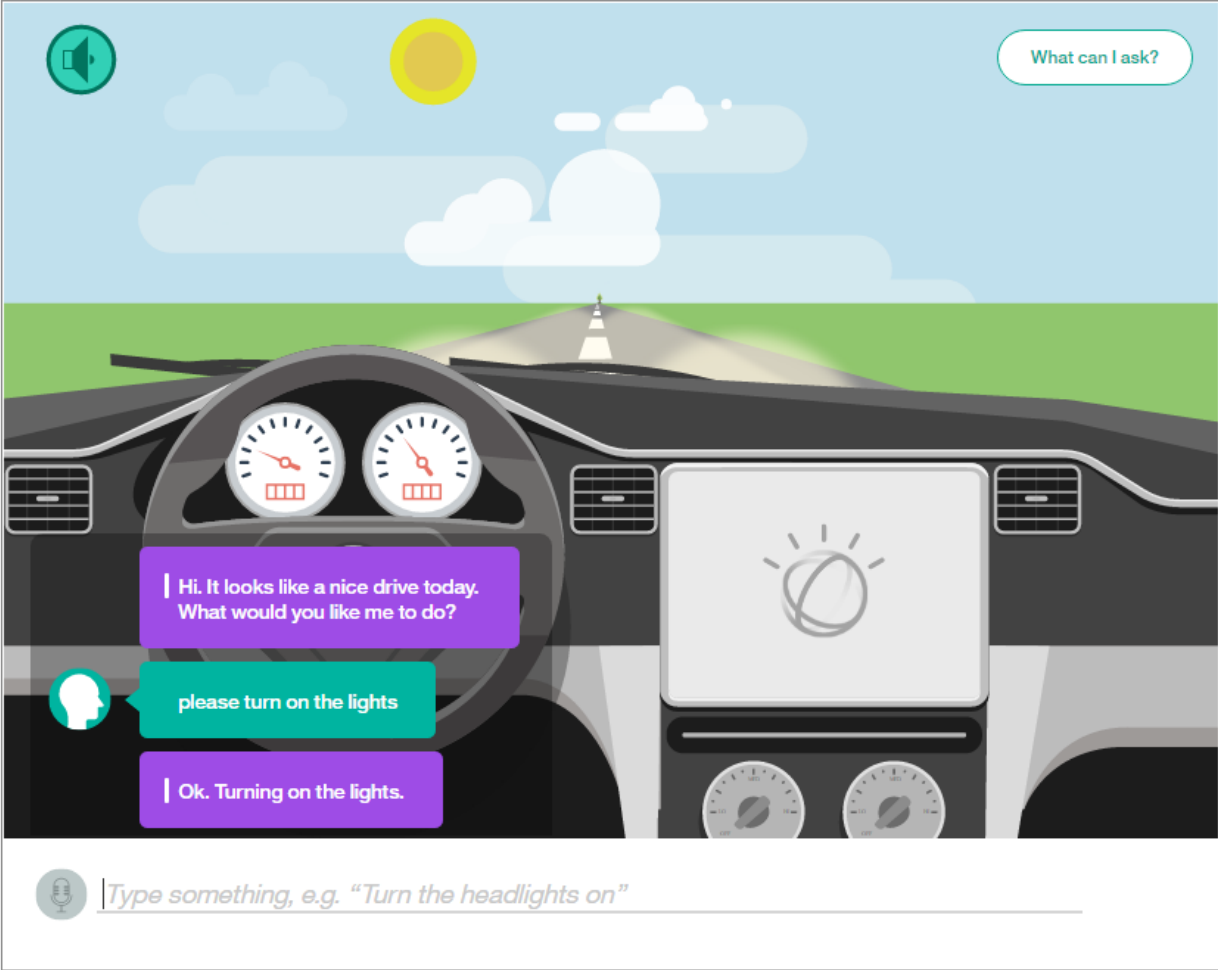 What can I ask?
Hi. It looks like a nice drive today.
What would you like me to do?
please turn on the lights
Ok. Turning on the lights.
Type something, e.g. “Turn the headlights on”